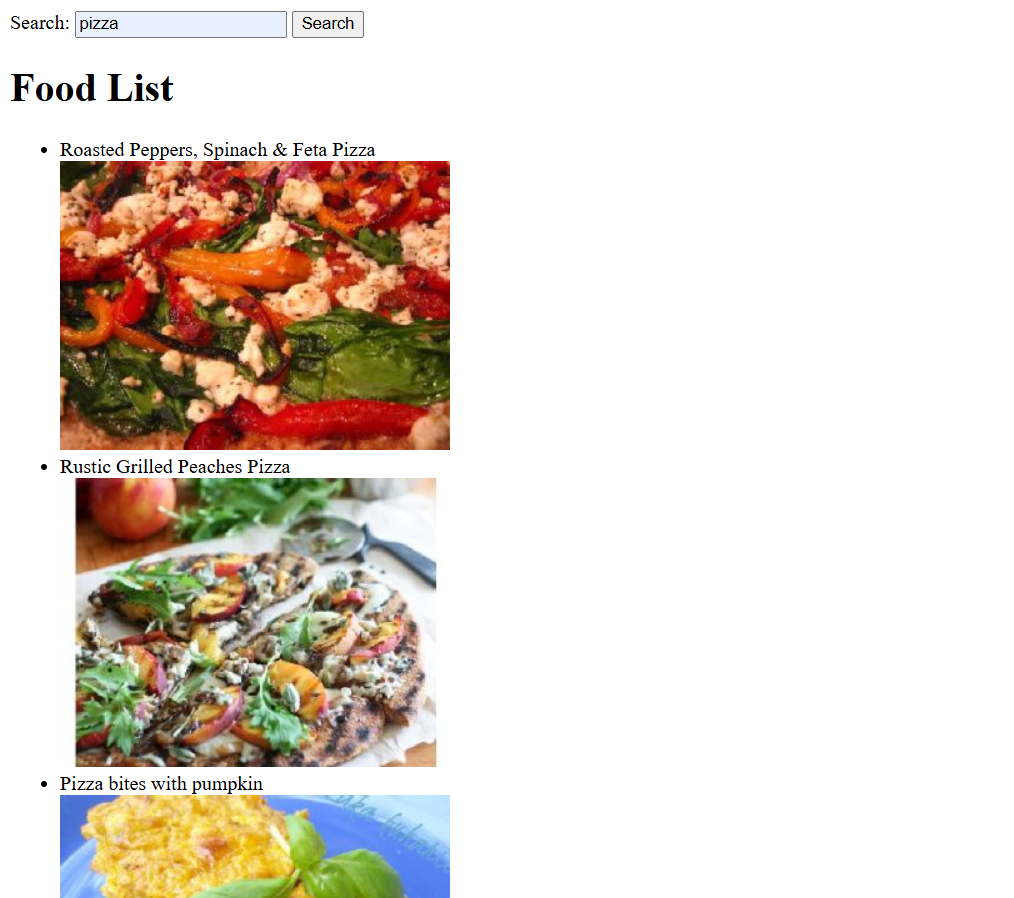 Search: pizza Search
Food List
Roasted Peppers, Spinach & Feta Pizza
Rustic Grilled Peaches Pizza
Pizza bites with pumpkin